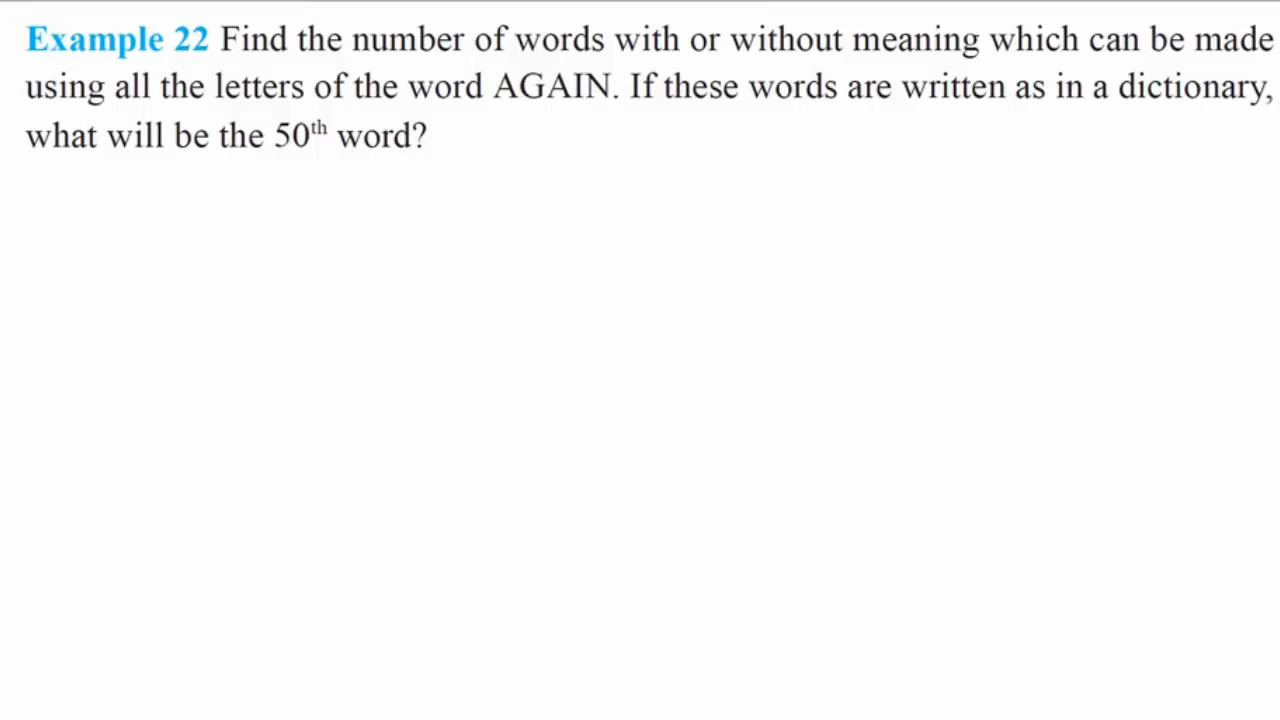 Example 22 Find the number of words with or without meaning which can be made
using all the letters of the word AGAIN. If these words are written as in a dictionary,
what will be the 50th word?